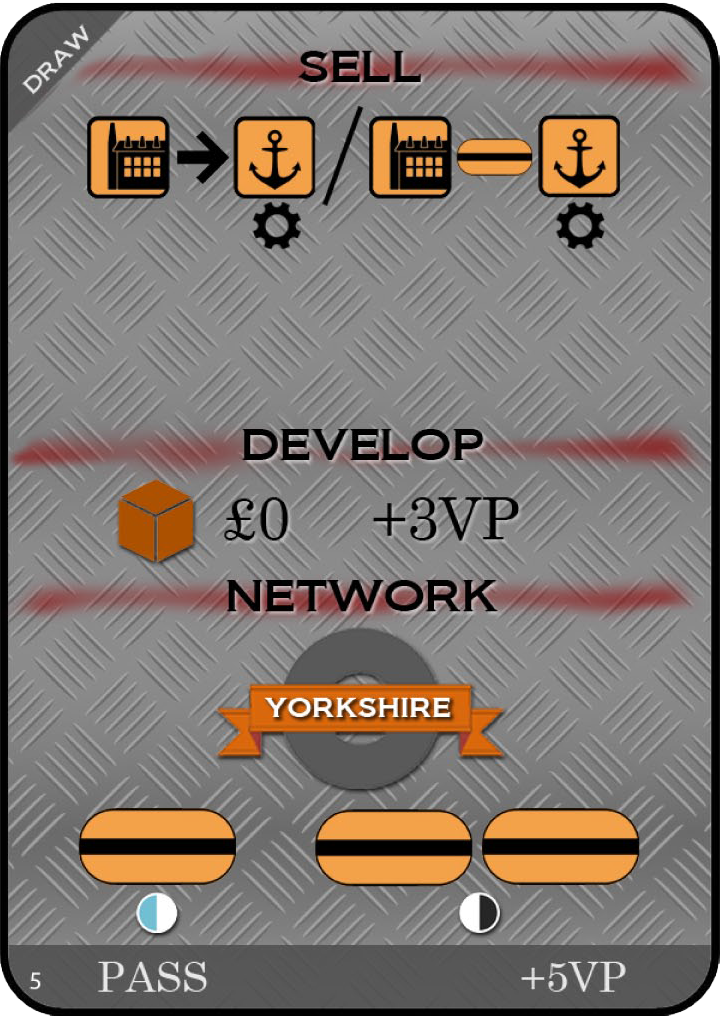 DRAW
SELL
DEVELOP
£0 +3VP
NETWORK
YORKSHIRE
5 PASS +5VP